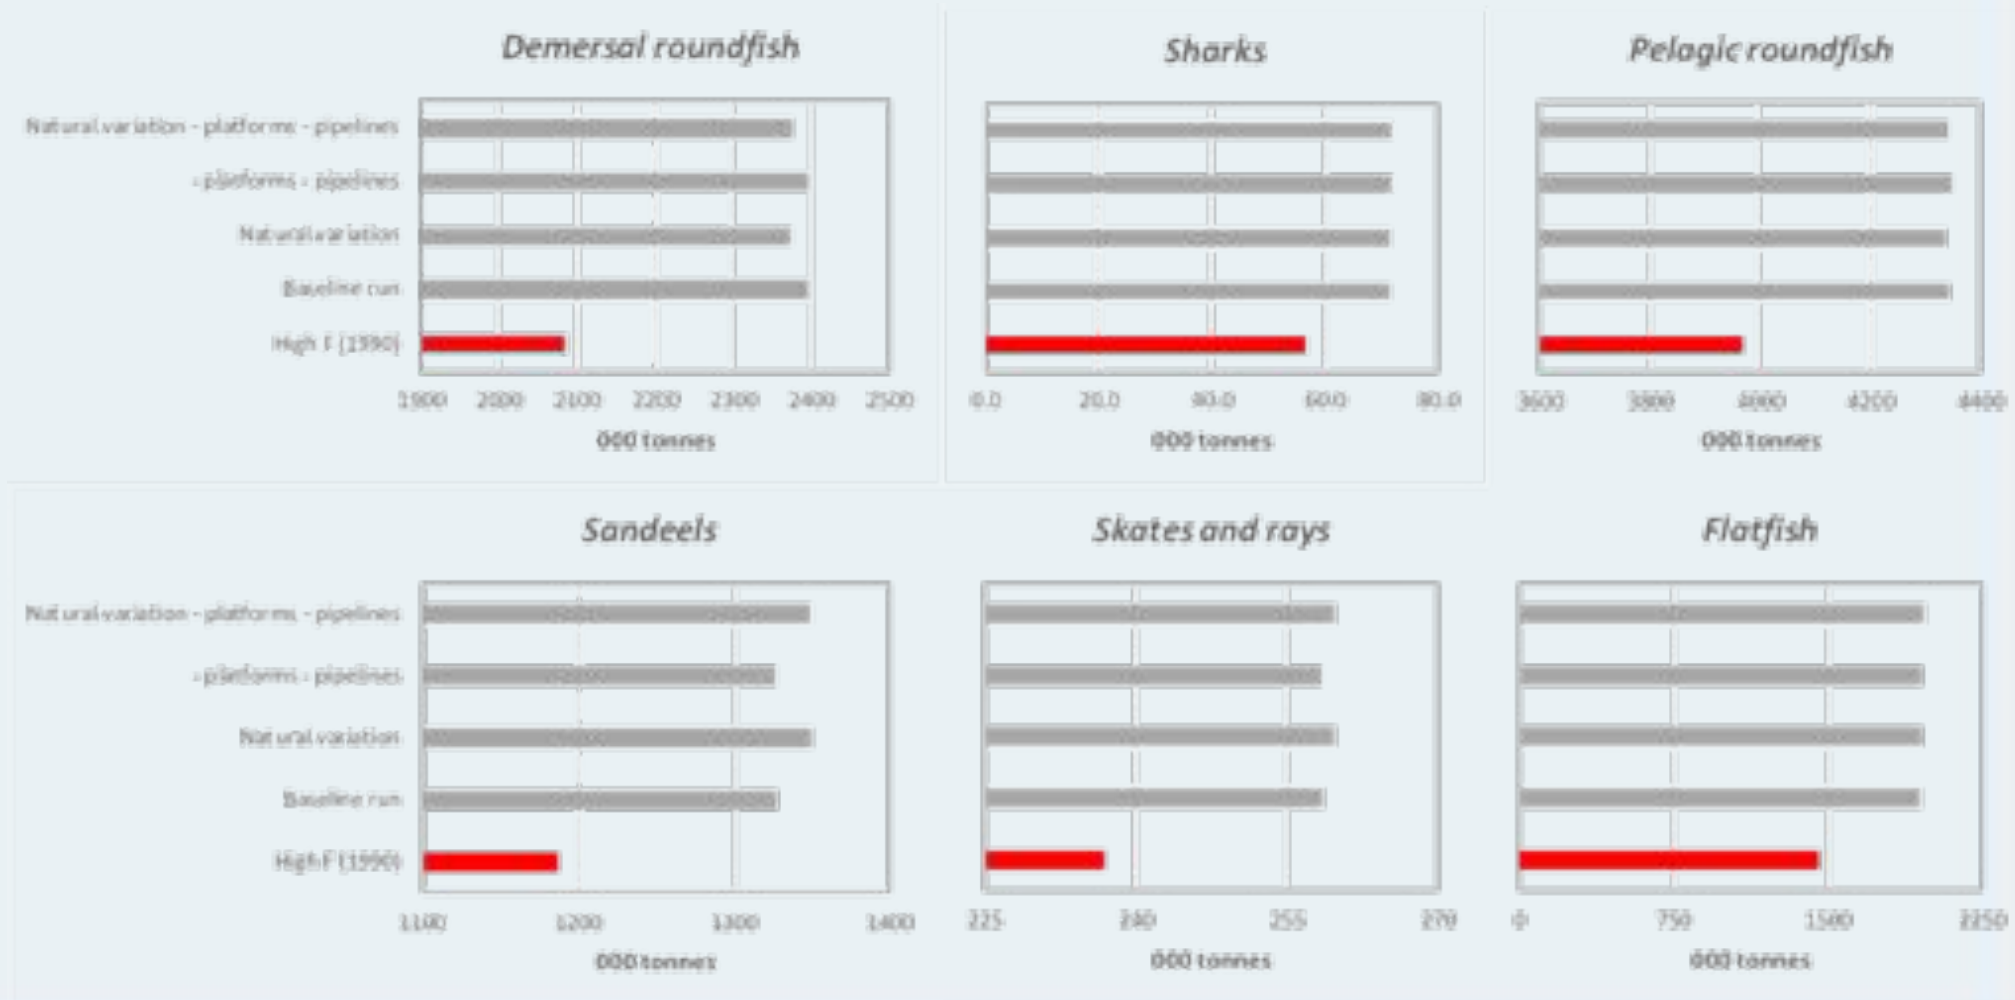 Demersal roundfish
Sharks
Pelagic roundfish
Natural variation - platforms - pipelines
- platforms - pipelines
Natural variation
Baseline run
High F (1990)
1900 2000 2100 2200 2300 2400 2500
0.0 20.0 40.0 60.0 80.0
3600 3800 4000 4200 4400
000 tonnes
000 tonnes
000 tonnes
Sandeels
Skates and rays
Flatfish
Natural variation - platforms - pipelines
- platforms - pipelines
Natural variation
Baseline run
High F (1990)
1100 1200 1300 1400
225 240 255 270
0 750 1500 2250
000 tonnes
000 tonnes
000 tonnes